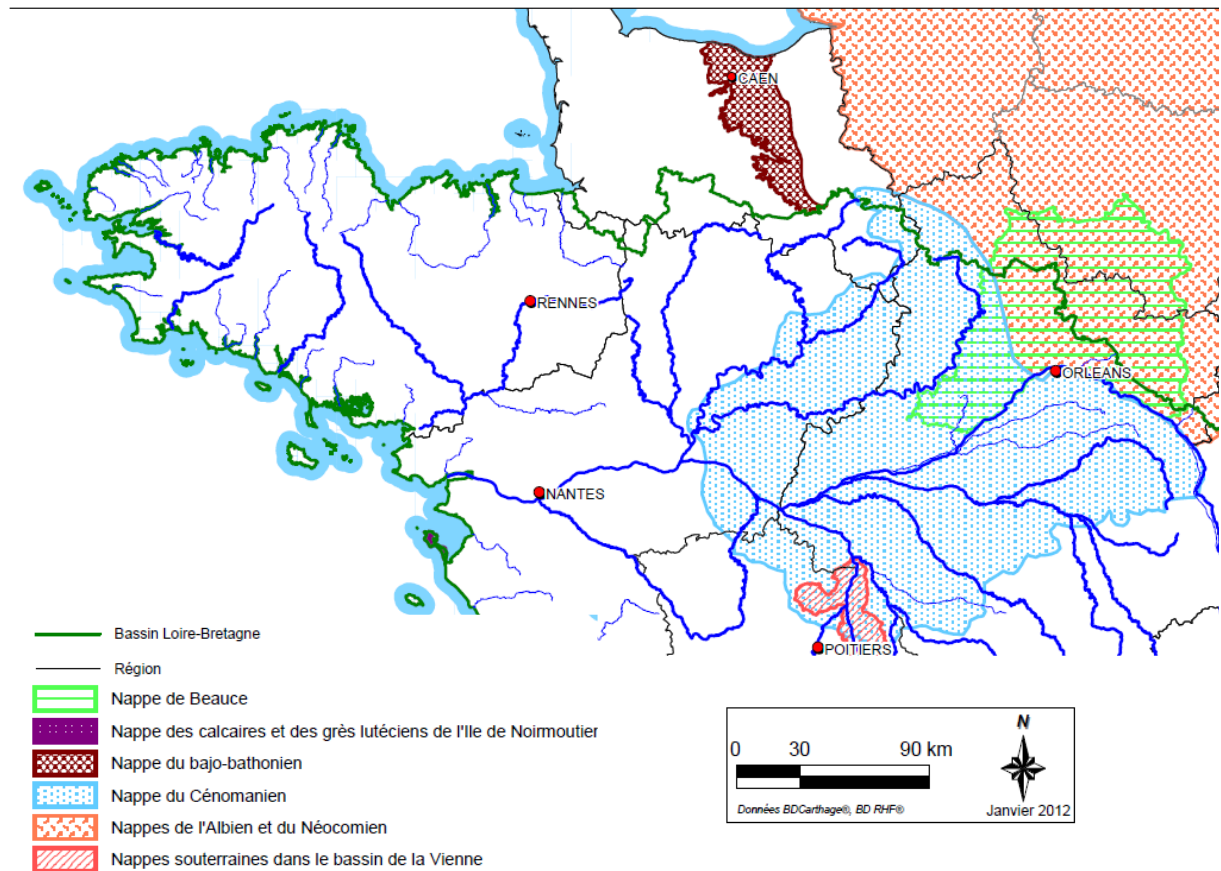 CAEN
RENNES
ORLEANS
NANTES
POITIERS
Bassin Loire-Bretagne
Région
Nappe de Beauce
Nappe des calcaires et des grès lutéciens de l'Ile de Noirmoutier
Nappe du bajo-bathonien
Nappe du Cénomanien
Nappes de l'Albien et du Néocomien
Nappes souterraines dans le bassin de la Vienne
0 30 90 km
Données BDCarthage®, BD RHF®
N
Janvier 2012